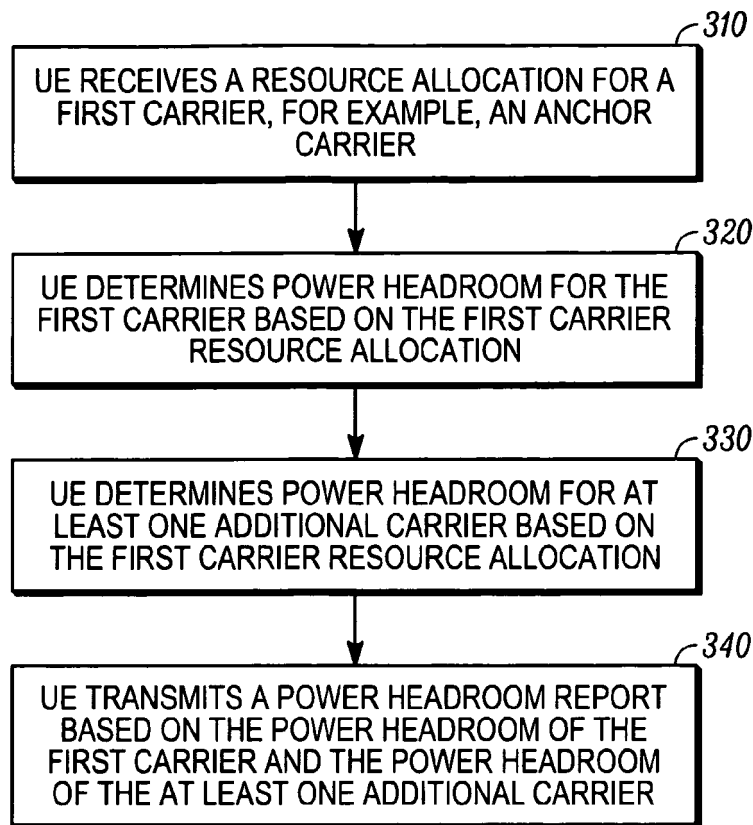 310
UE RECEIVES A RESOURCE ALLOCATION FOR A
FIRST CARRIER, FOR EXAMPLE, AN ANCHOR
CARRIER
320
UE DETERMINES POWER HEADROOM FOR THE
FIRST CARRIER BASED ON THE FIRST CARRIER
RESOURCE ALLOCATION
330
UE DETERMINES POWER HEADROOM FOR AT
LEAST ONE ADDITIONAL CARRIER BASED ON
THE FIRST CARRIER RESOURCE ALLOCATION
340
UE TRANSMITS A POWER HEADROOM REPORT
BASED ON THE POWER HEADROOM OF THE
FIRST CARRIER AND THE POWER HEADROOM
OF THE AT LEAST ONE ADDITIONAL CARRIER